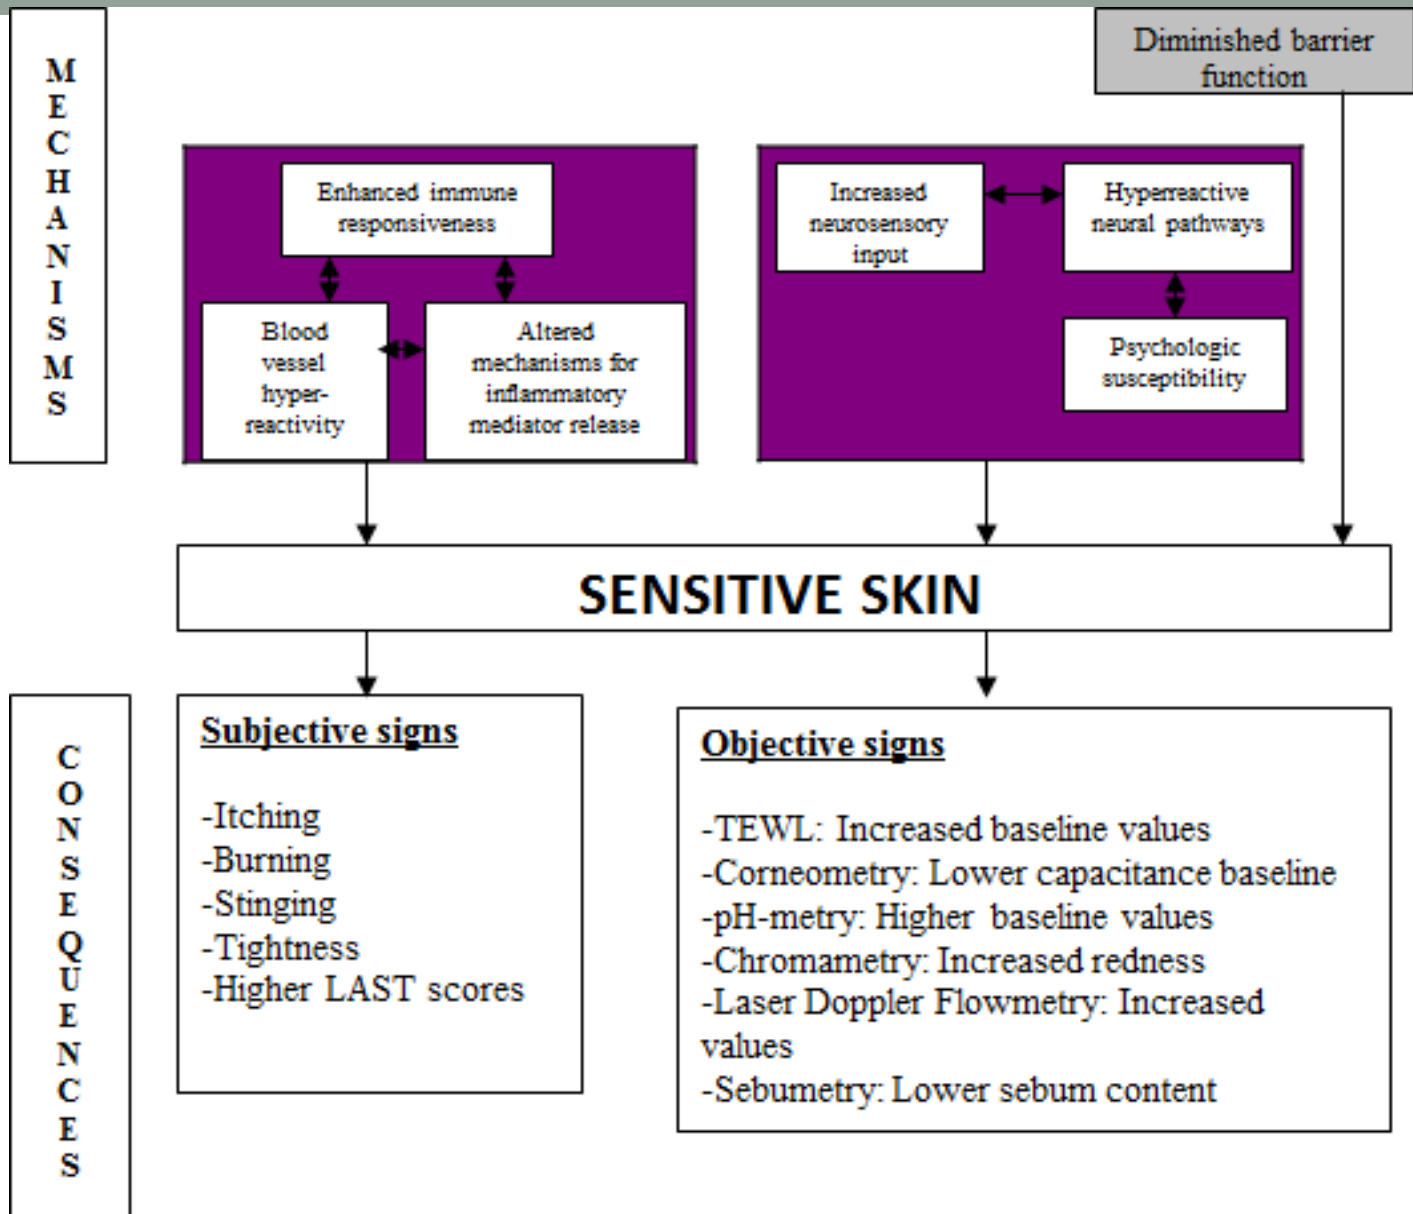 MECHANISMS
Diminished barrier
function
Enhanced immune
responsiveness
Blood
vessel
hyper-
reactivity
Altered
mechanisms for
inflammatory
mediator release
Increased
neurosensory
input
Hyperreactive
neural pathways
Psychologic
susceptibility
SENSITIVE SKIN
CONSEQUENCES
Subjective signs
-Itching
-Burning
-Stinging
-Tightness
-Higher LAST scores
Objective signs
-TEWL: Increased baseline values
-Corneometry: Lower capacitance baseline
-pH-metry: Higher baseline values
-Chromametry: Increased redness
-Laser Doppler Flowmetry: Increased
values
-Sebumetry: Lower sebum content